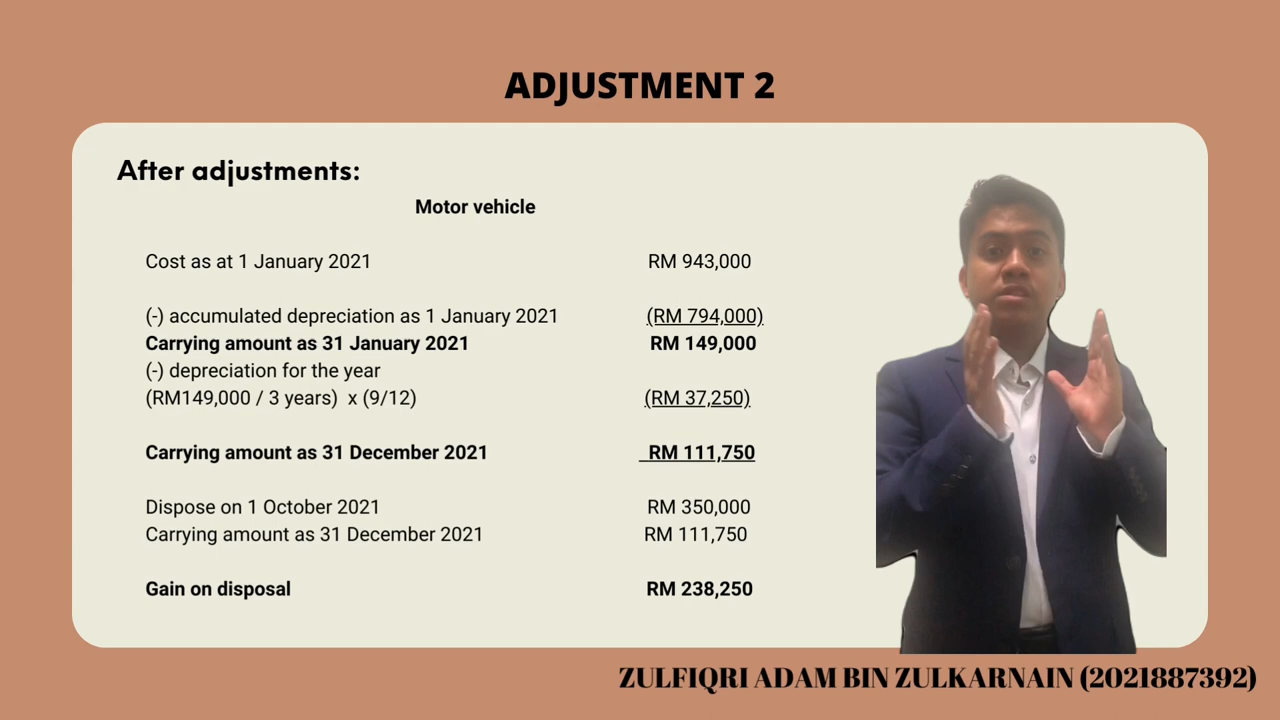 ADJUSTMENT 2
After adjustments:
Motor vehicle
Cost as at 1 January 2021 RM 943,000
(-) accumulated depreciation as 1 January 2021 (RM 794,000)
Carrying amount as 31 January 2021 RM 149,000
(-) depreciation for the year
(RM149,000 / 3 years) x (9/12) (RM 37,250)
Carrying amount as 31 December 2021 RM 111,750
Dispose on 1 October 2021 RM 350,000
Carrying amount as 31 December 2021 RM 111,750
Gain on disposal RM 238,250
ZULFIQRI ADAM BIN ZULKARNAIN (2021887392)